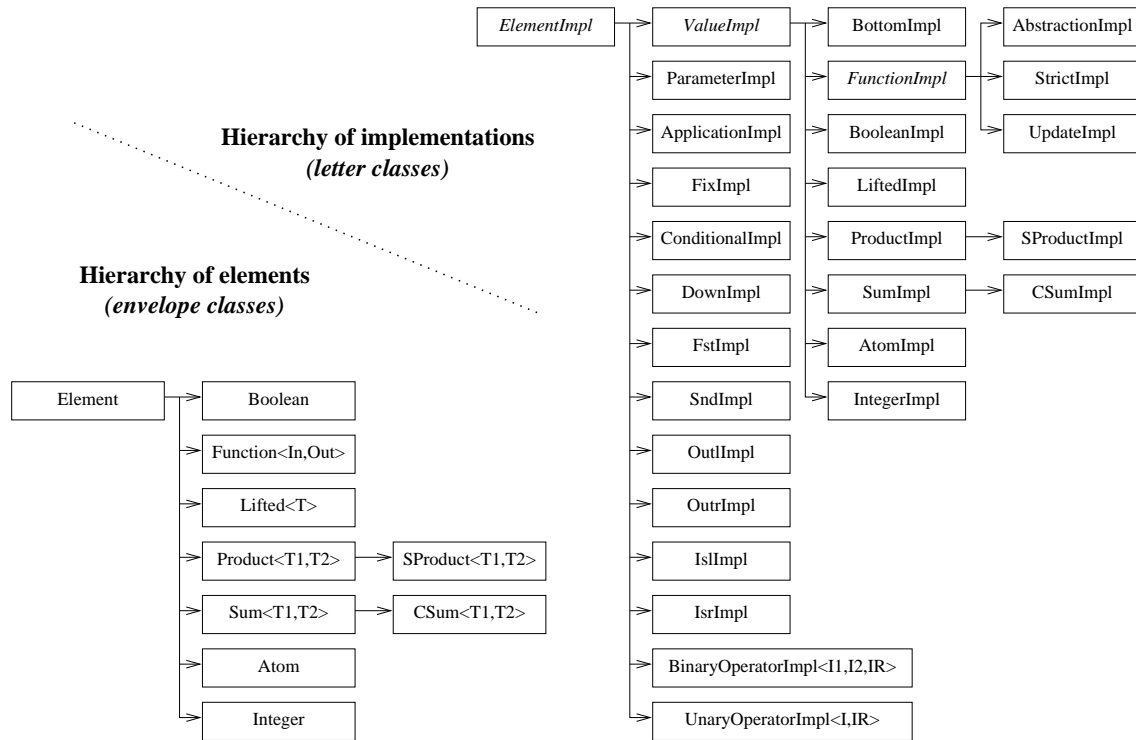 ElementImpl
ValueImpl
BottomImpl
AbstractionImpl
ParameterImpl
FunctionImpl
StrictImpl
Hierarchy of implementations
(letter classes)
ApplicationImpl
BooleanImpl
UpdateImpl
FixImpl
LiftedImpl
ConditionalImpl
ProductImpl
SProductImpl
Hierarchy of elements
(envelope classes)
DownImpl
SumImpl
CSumImpl
FstImpl
AtomImpl
Element
Boolean
SndImpl
IntegerImpl
Function<In,Out>
OutlImpl
Lifted<T>
OutrImpl
Product<T1,T2>
SProduct<T1,T2>
IslImpl
Sum<T1,T2>
CSum<T1,T2>
IsrImpl
Atom
BinaryOperatorImpl<I1,I2,IR>
Integer
UnaryOperatorImpl<I,IR>